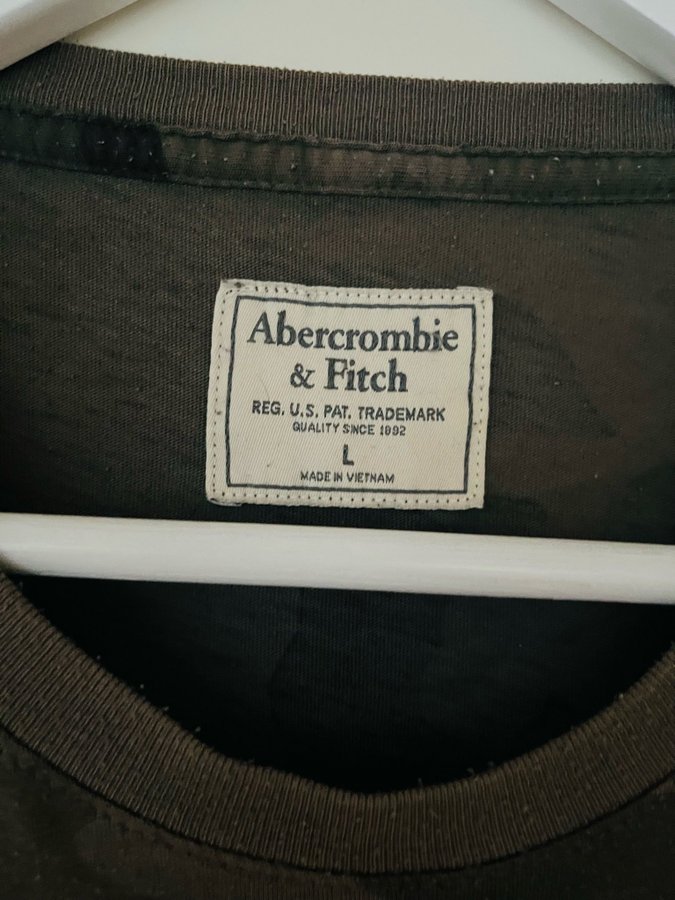 Abercrombie
& Fitch
REG. U.S. PAT. TRADEMARK
QUALITY SINCE 1892
L
MADE IN VIETNAM